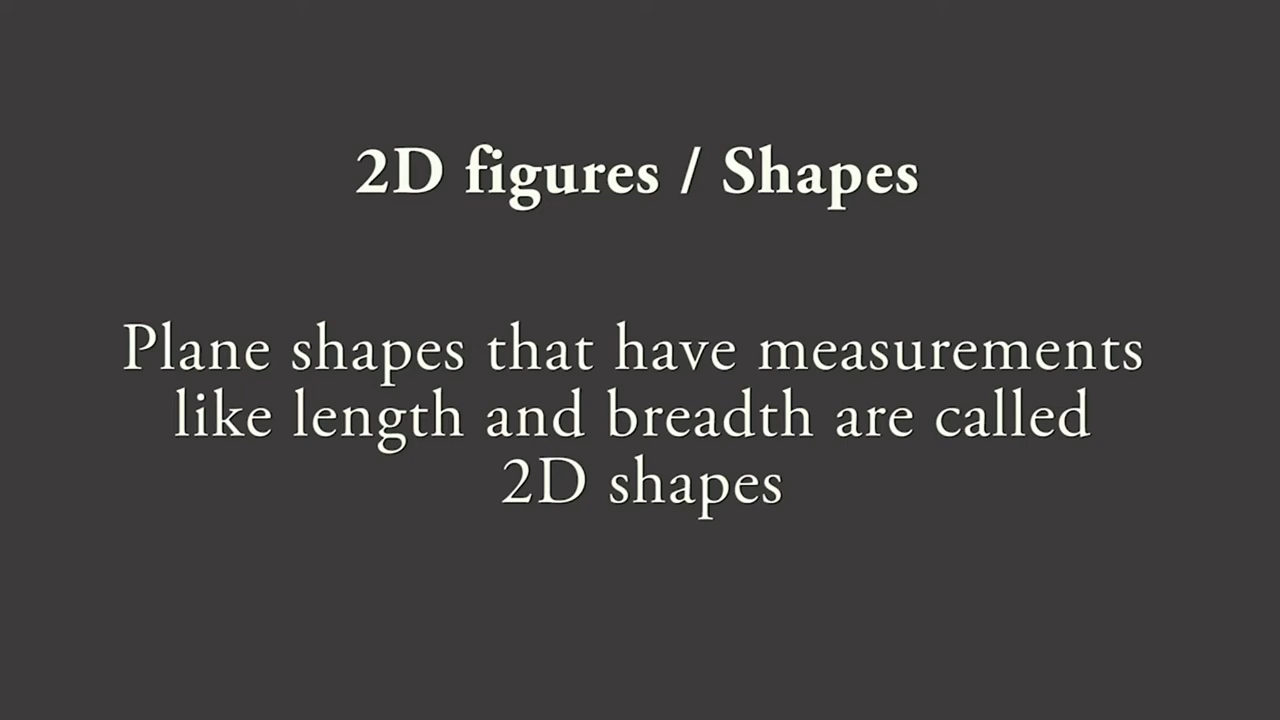 2D figures / Shapes
Plane shapes that have measurements
like length and breadth are called
2D shapes